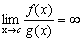 lim f(x)/g(x) = ∞
x→c